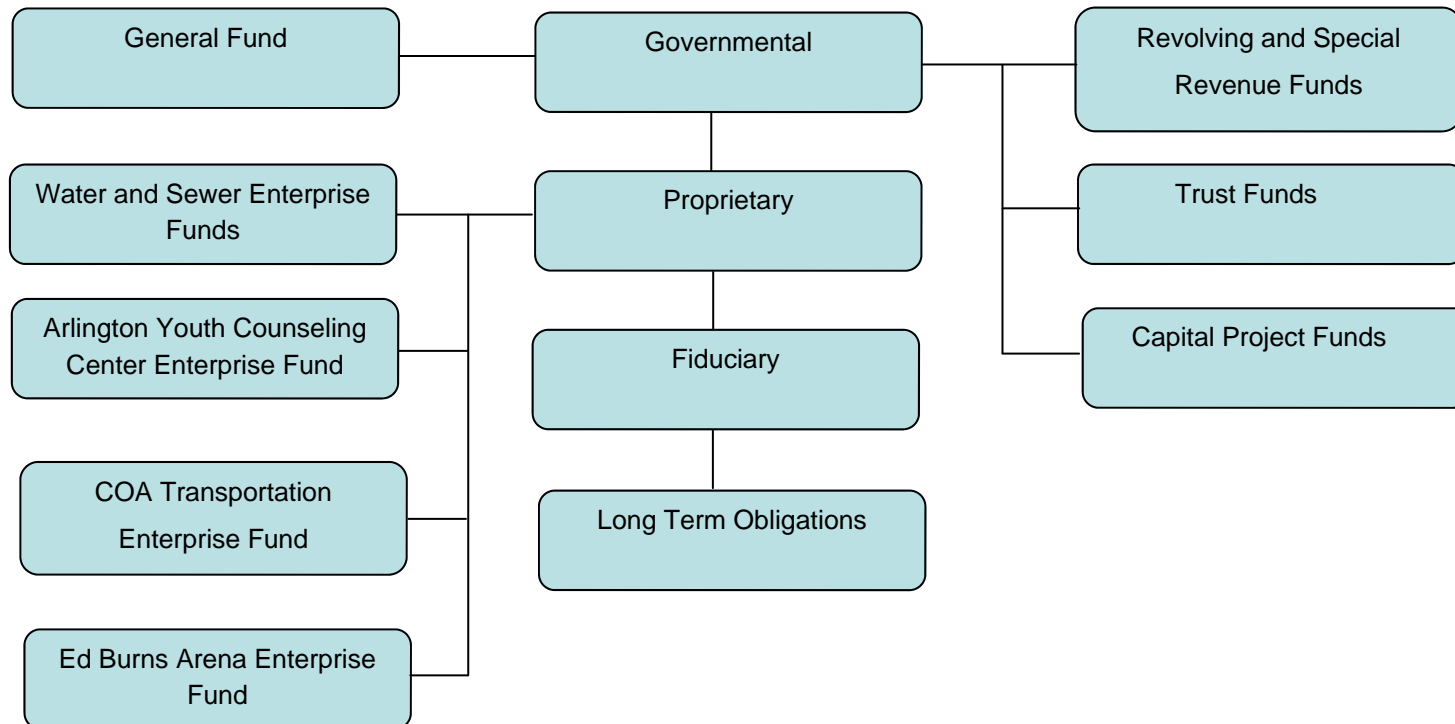 General Fund
Governmental
Revolving and Special
Revenue Funds
Water and Sewer Enterprise
Funds
Proprietary
Trust Funds
Arlington Youth Counseling
Center Enterprise Fund
Fiduciary
Capital Project Funds
COA Transportation
Enterprise Fund
Long Term Obligations
Ed Burns Arena Enterprise
Fund